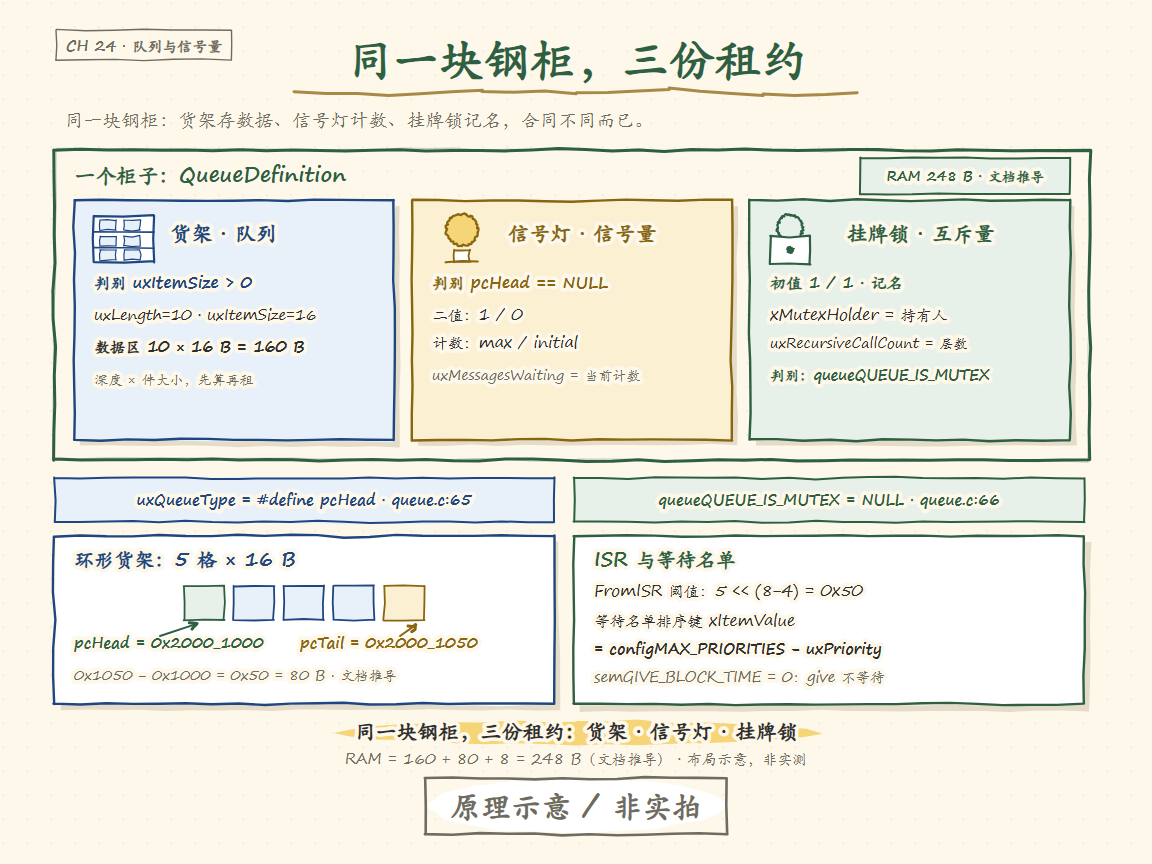 CH 24 · 队列与信号量
同一块钢柜，三份租约
同一块钢柜：货架存数据、信号灯计数、挂牌锁记名，合同不同而已。
一个柜子：QueueDefinition
RAM 248 B · 文档推导
货架 · 队列
判别 uxItemSize > 0
uxLength=10 · uxItemSize=16
数据区 10 × 16 B = 160 B
深度 × 件大小，先算再租
信号灯 · 信号量
判别 pcHead == NULL
二值：1 / 0
计数：max / initial
uxMessagesWaiting = 当前计数
挂牌锁 · 互斥量
初值 1 / 1 · 记名
xMutexHolder = 持有人
uxRecursiveCallCount = 层数
判别：queueQUEUE_IS_MUTEX
uxQueueType = #define pcHead · queue.c:65
queueQUEUE_IS_MUTEX = NULL · queue.c:66
环形货架：5 格 × 16 B
pcHead = 0x2000_1000
pcTail = 0x2000_1050
0x1050 − 0x1000 = 0x50 = 80 B · 文档推导
ISR 与等待名单
FromISR 阈值：5 << (8−4) = 0x50
等待名单排序键 xItemValue
= configMAX_PRIORITIES − uxPriority
semGIVE_BLOCK_TIME = 0：give 不等待
同一块钢柜，三份租约：货架 · 信号灯 · 挂牌锁
RAM = 160 + 80 + 8 = 248 B（文档推导）· 布局示意，非实测
原理示意 / 非实拍